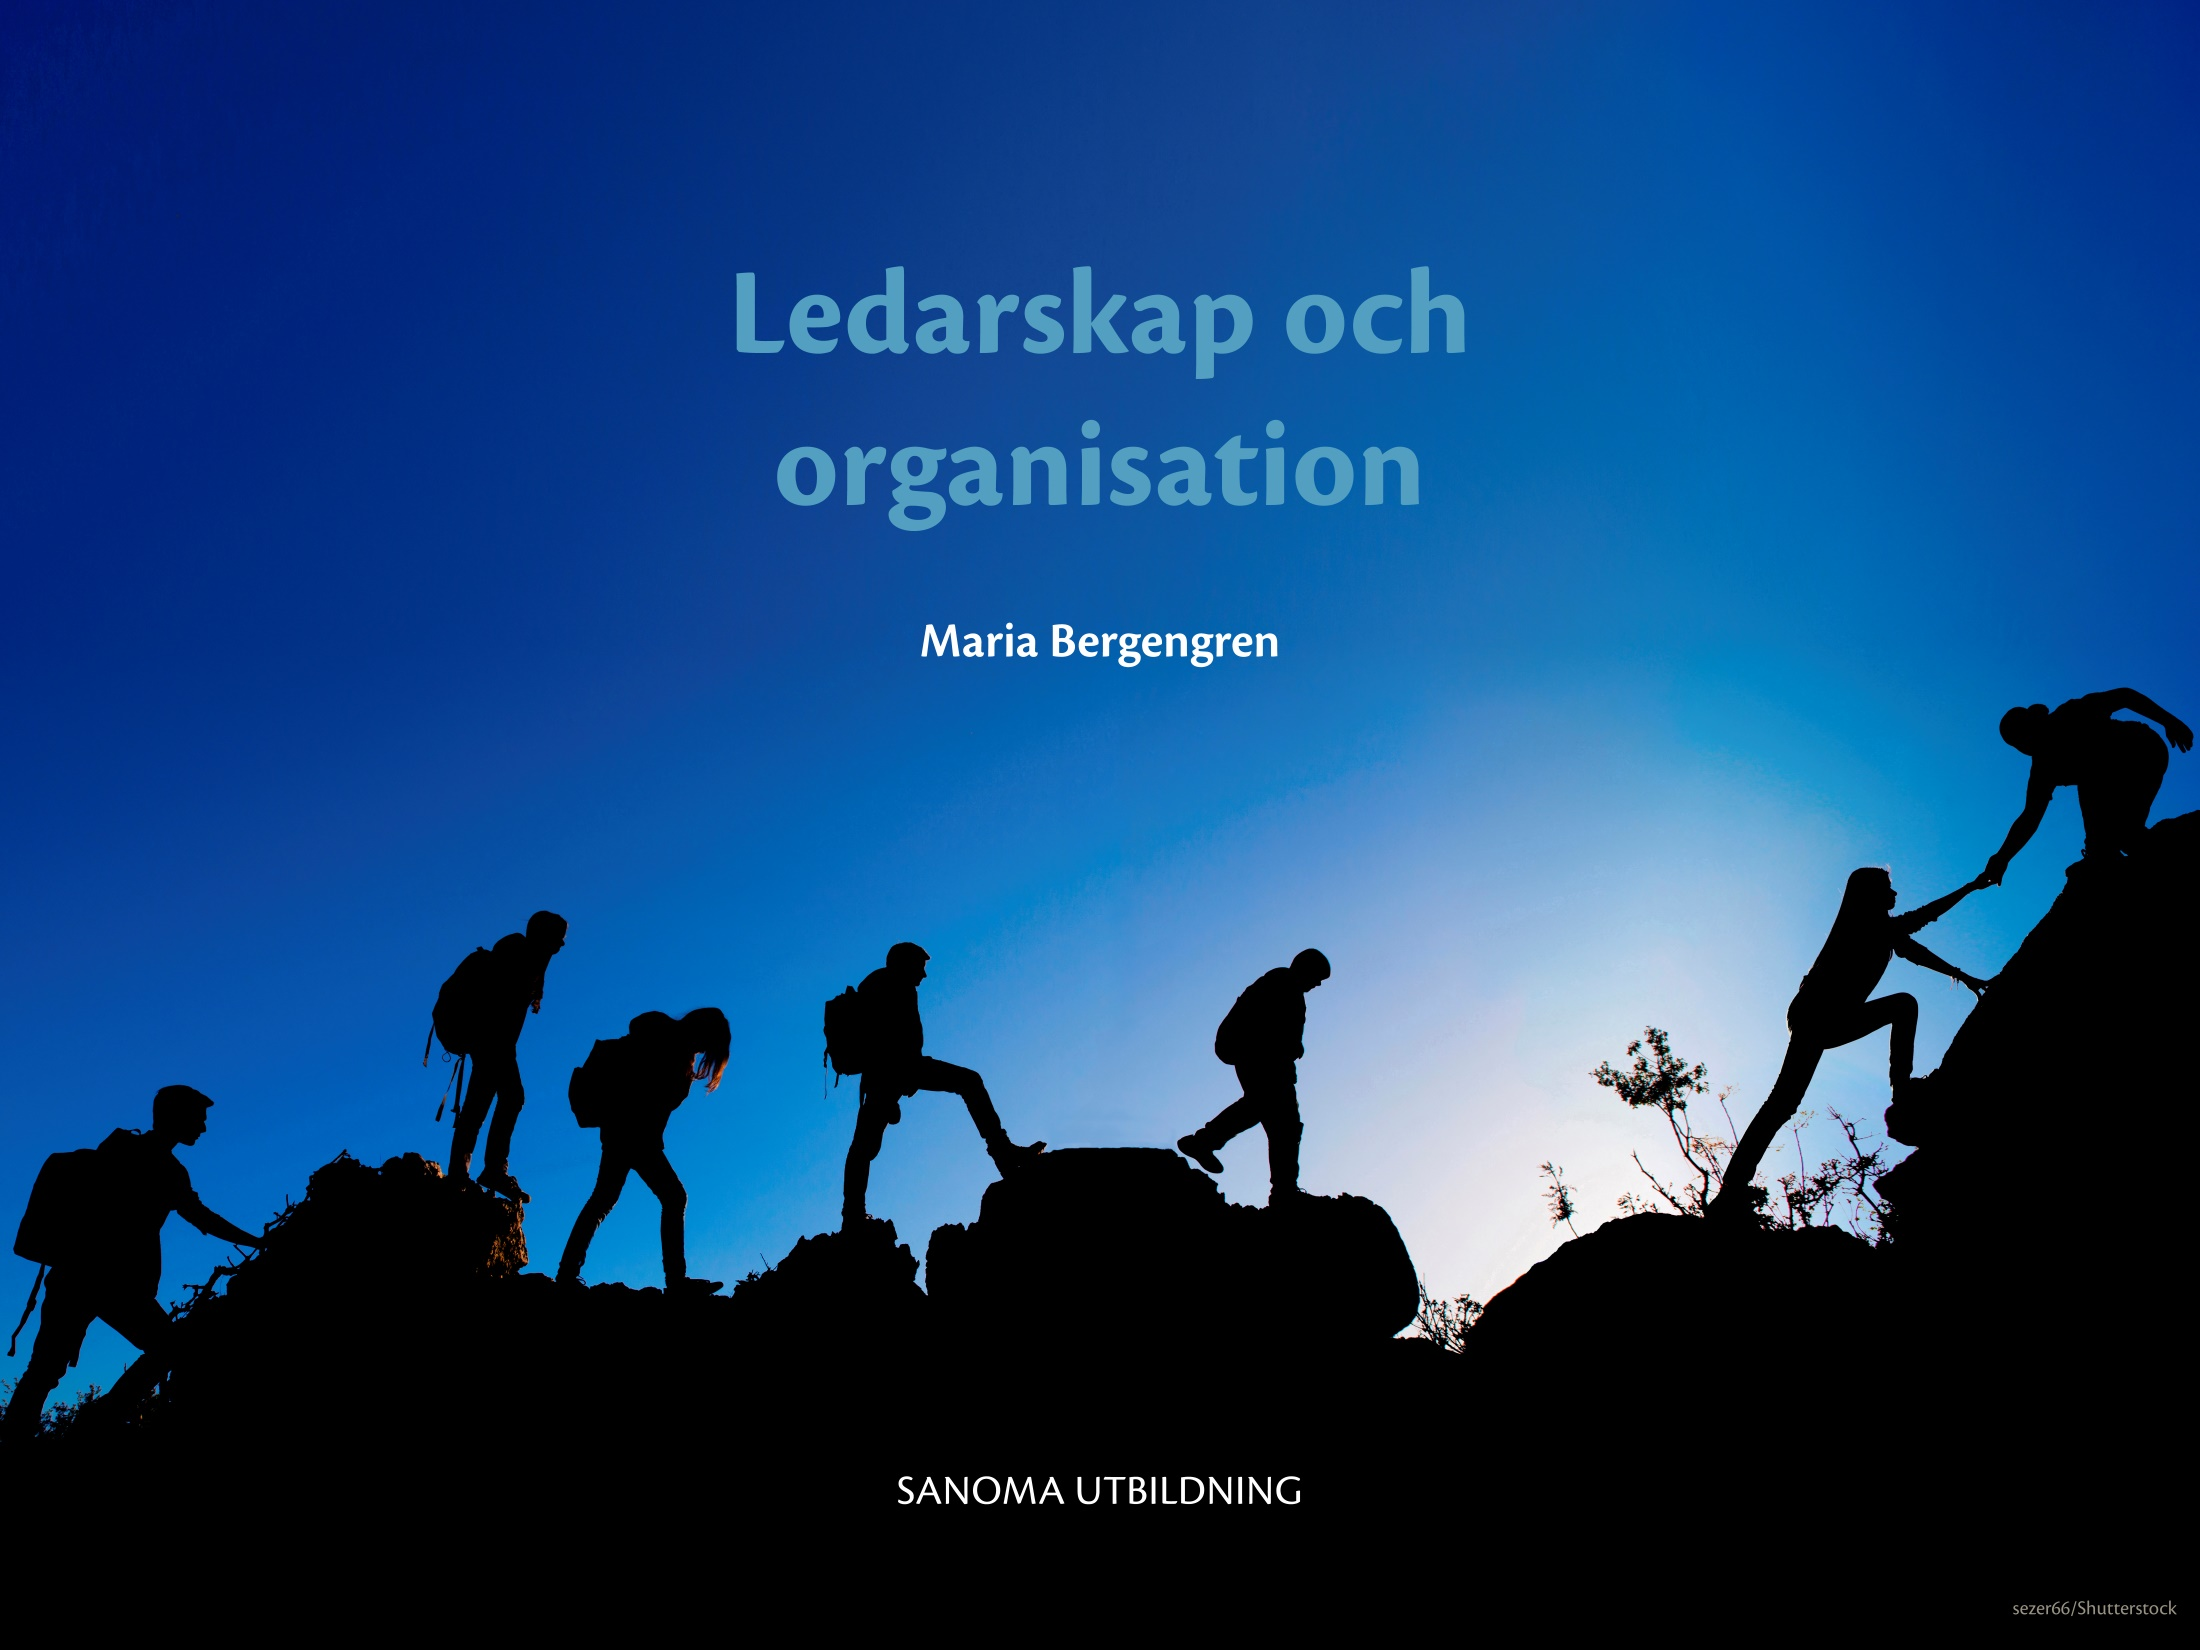 Ledarskap och
organisation
Maria Bergengren
SANOMA UTBILDNING
sezer66/Shutterstock